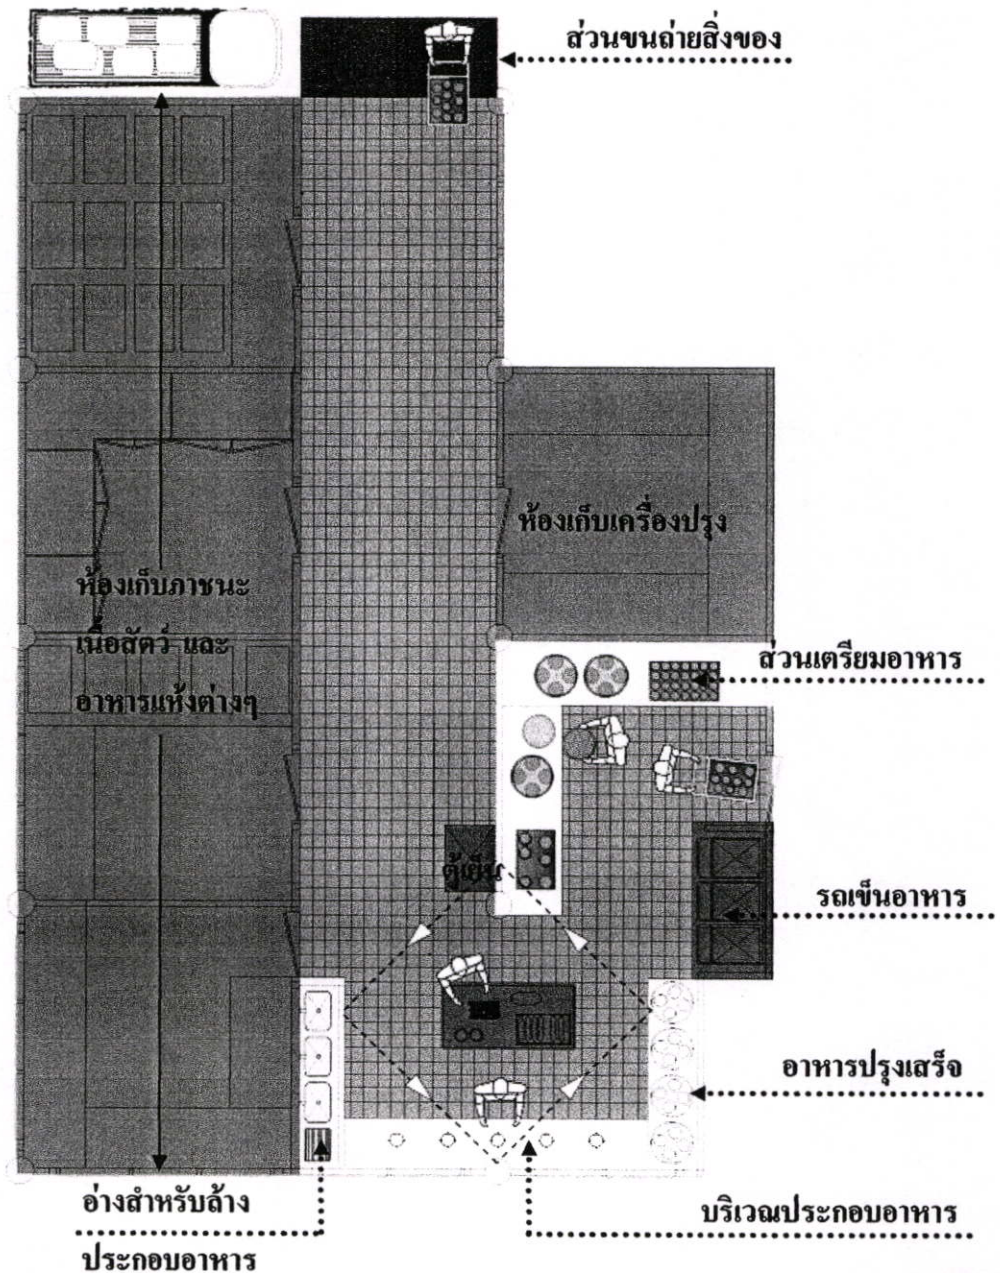 ส่วนขนถ่ายสิ่งของ
ห้องเก็บเครื่องปรุง
ห้องเก็บภาชนะ
เนื้อสัตว์ และ
อาหารแห้งต่างๆ
ส่วนเตรียมอาหาร
ตู้เย็น
รถเข็นอาหาร
อาหารปรุงเสร็จ
อ่างสำหรับล้าง
ประกอบอาหาร
บริเวณประกอบอาหาร